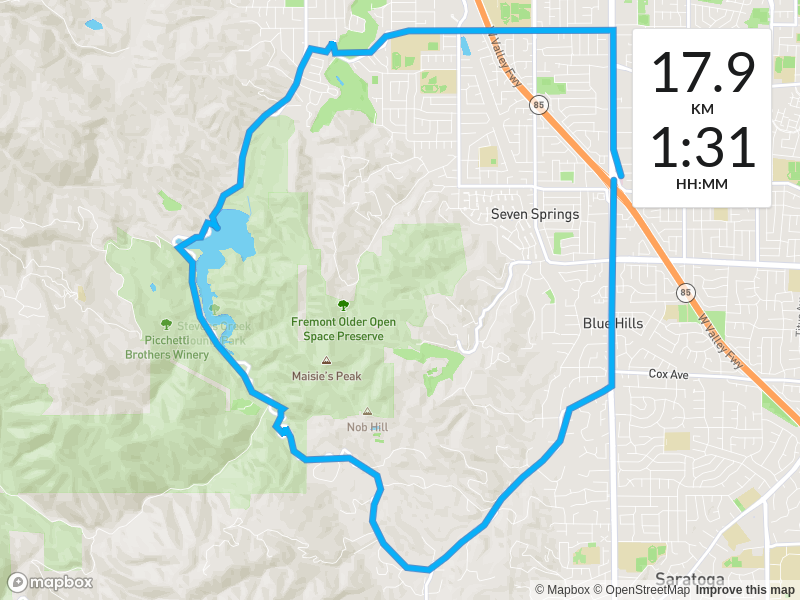 W Valley Fwy
85
17.9
KM
1:31
HH:MM
Seven Springs
85
Fremont Older Open
Space Preserve
Stevens Creek
County Park
Picchetti
Brothers Winery
Blue Hills
W Valley Fwy
Maisie's Peak
Cox Ave
Nob Hill
Saratoga
mapbox
© Mapbox © OpenStreetMap Improve this map